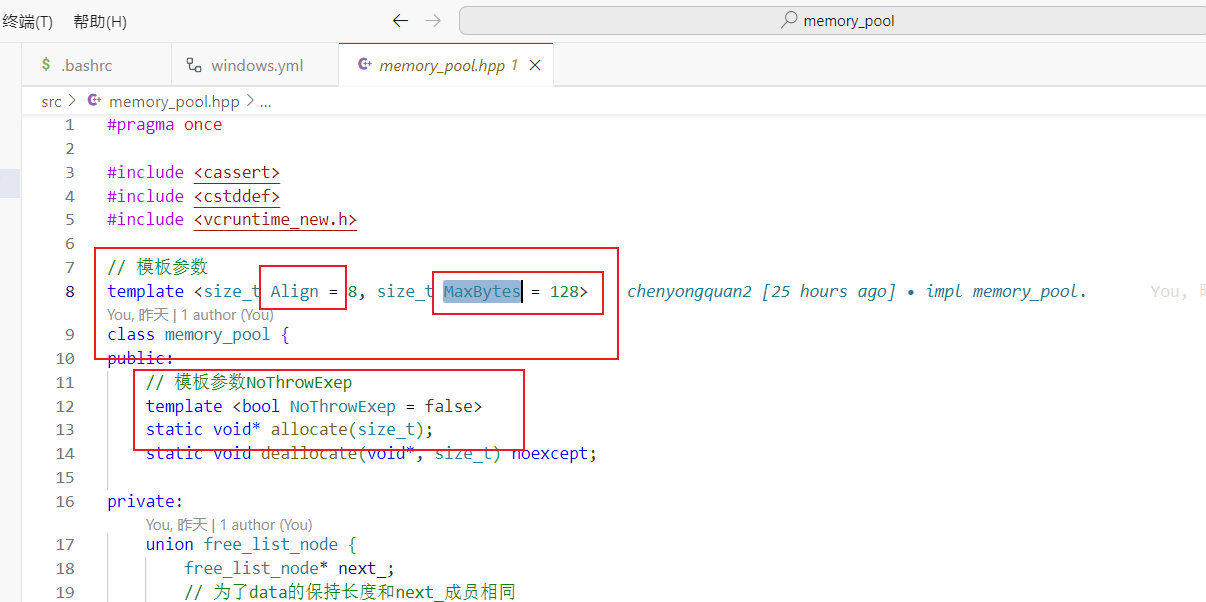 终端(T) 帮助(H) memory_pool
$ .bashrc windows.yml memory_pool.hpp 1
src > memory_pool.hpp > ...
1 #pragma once
2
3 #include <cassert>
4 #include <cstddef>
5 #include <vcruntime_new.h>
6
7 // 模板参数
8 template <size_t Align = 8, size_t MaxBytes = 128> chenyongquan2 [25 hours ago] • impl memory_pool. You,
You, 昨天 | 1 author (You)
9 class memory_pool {
10 public:
11 // 模板参数NoThrowExep
12 template <bool NoThrowExep = false>
13 static void* allocate(size_t);
14 static void deallocate(void*, size_t) noexcept;
15
16 private:
You, 昨天 | 1 author (You)
17 union free_list_node {
18 free_list_node* next_;
19 // 为了data的保持长度和next_成员相同